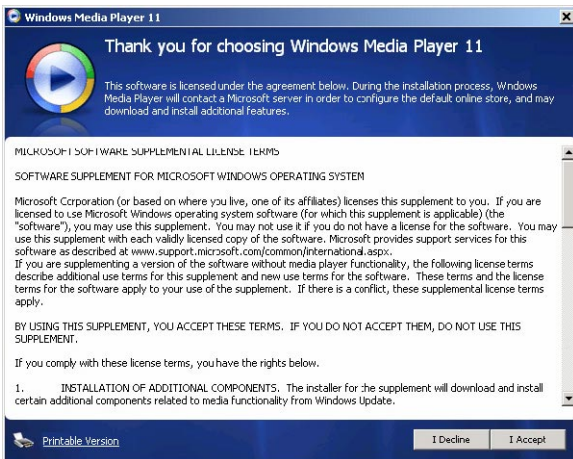 Windows Media Player 11
Thank you for choosing Windows Media Player 11
This software is licensed under the agreement below. During the installation process, Windows
Media Player will contact a Microsoft server in order to configure the default online store, and may
download and install additional features.
MICROSOFT SOFTWARE SUPPLEMENTAL LICENSE TERMS
SOFTWARE SUPPLEMENT FOR MICROSOFT WINDOWS OPERATING SYSTEM
Microsoft Corporation (or based on where you live, one of its affiliates) licenses this supplement to you. If you are
licensed to use Microsoft Windows operating system software (for which this supplement is applicable) (the
"software"), you may use this supplement. You may not use it if you do not have a license for the software. You may
use this supplement with each validly licensed copy of the software. Microsoft provides support services for this
software as described at www.support.microsoft.com/common/international.aspx.
If you are supplementing a version of the software without media player functionality, the following license terms
describe additional use terms for this supplement and new use terms for the software. These terms and the license
terms for the software apply to your use of the supplement. If there is a conflict, these supplemental license terms
apply.
BY USING THIS SUPPLEMENT, YOU ACCEPT THESE TERMS. IF YOU DO NOT ACCEPT THEM, DO NOT USE THIS
SUPPLEMENT.
If you comply with these license terms, you have the rights below.
1. INSTALLATION OF ADDITIONAL COMPONENTS. The installer for the supplement will download and install
certain additional components related to media functionality from Windows Update.
Printable Version
I Decline
I Accept